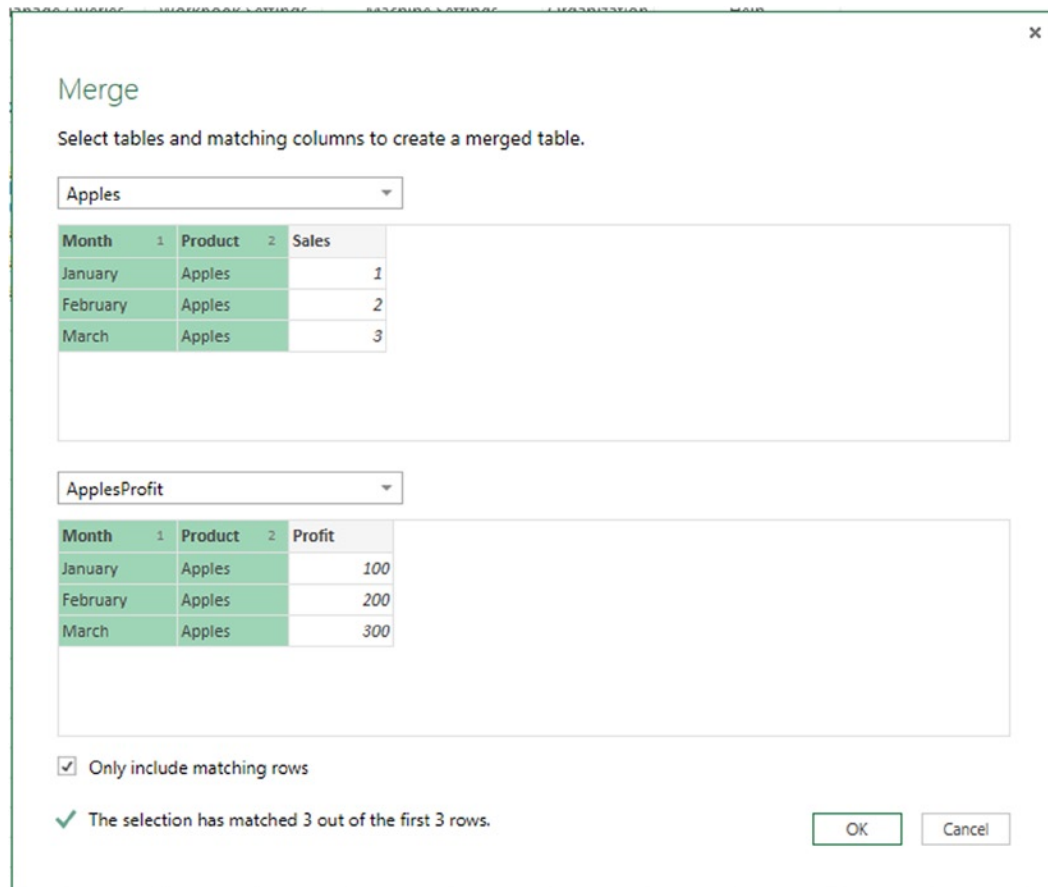 Merge
Select tables and matching columns to create a merged table.
Apples
Month 1 Product 2 Sales
January Apples 1
February Apples 2
March Apples 3
ApplesProfit
Month 1 Product 2 Profit
January Apples 100
February Apples 200
March Apples 300
Only include matching rows
The selection has matched 3 out of the first 3 rows.
OK Cancel